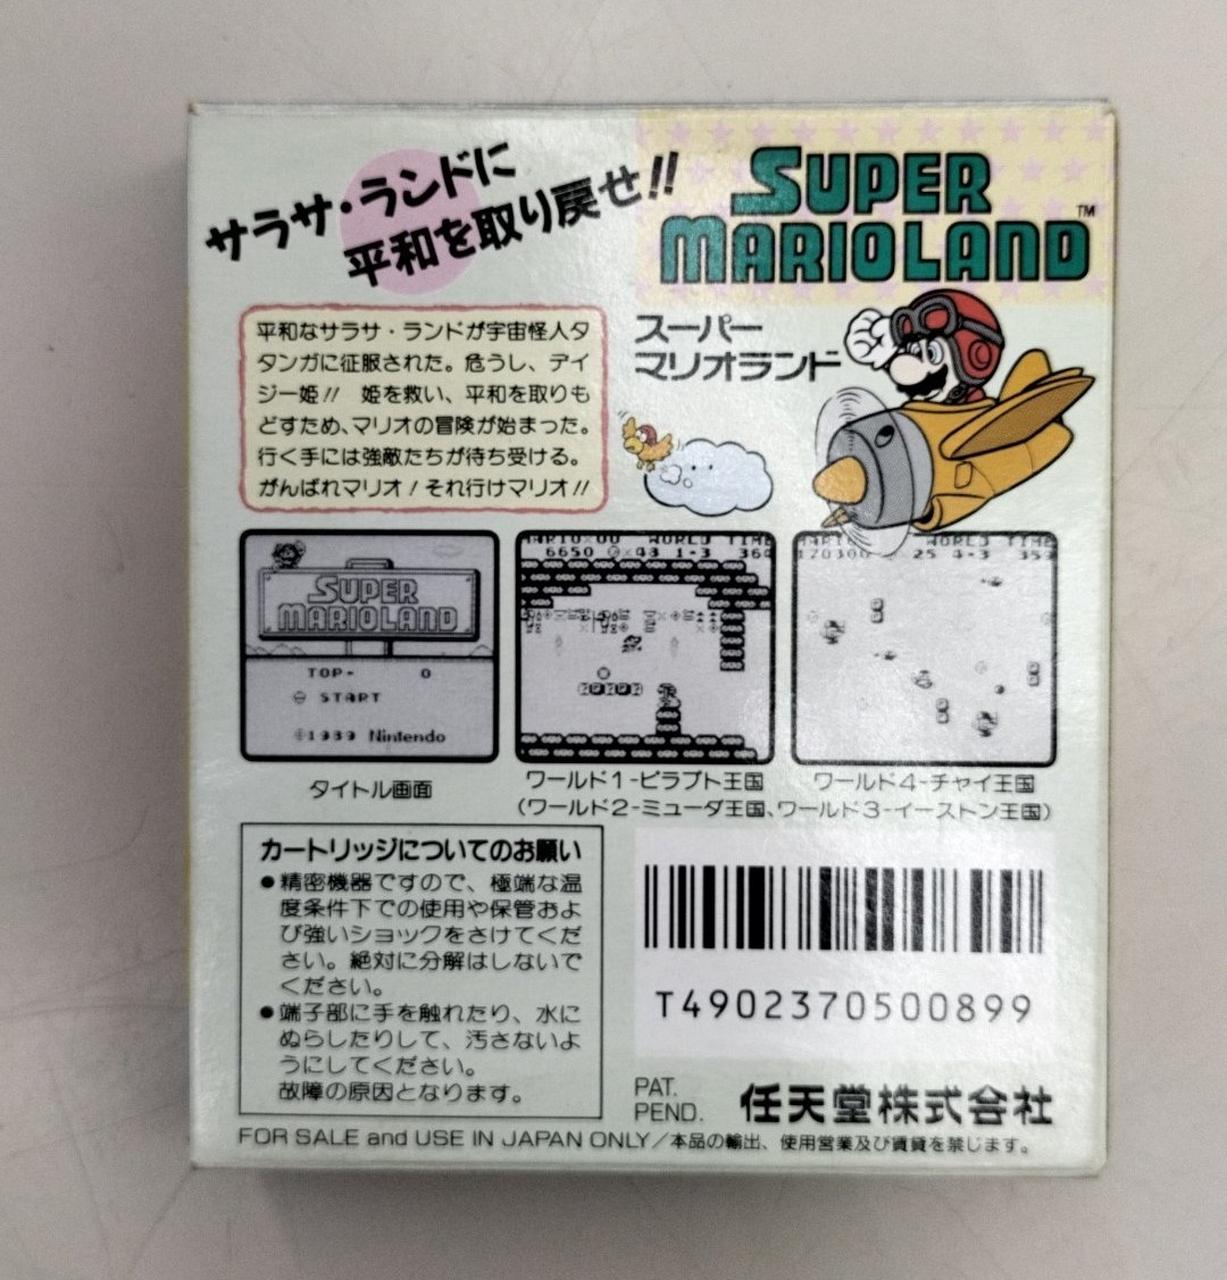 サラサ・ランドに
平和を取り戻せ!!
SUPER
MARIOLAND™
スーパー
マリオランド
平和なサラサ・ランドが宇宙怪人タ
タンガに征服された。危うし、デイ
ジー姫!!　姫を救い、平和を取りも
どすため、マリオの冒険が始まった。
行く手には強敵たちが待ち受ける。
がんばれマリオ!それ行けマリオ!!
SUPER
MARIOLAND
TOP- 0
START
©1989 Nintendo
MARIO×00 WORLD TIME
6650 ×43 1-3 364
WORLD TIME
25 4-3 353
タイトル画面
ワールド1-ピラプト王国
ワールド4-チャイ王国
(ワールド2-ミューダ王国、ワールド3-イーストン王国)
カートリッジについてのお願い
●精密機器ですので、極端な温
度条件下での使用や保管およ
び強いショックをさけてくだ
さい。絶対に分解はしないで
ください。
●端子部に手を触れたり、水に
ぬらしたりして、汚さないよ
うにしてください。
故障の原因となります。
T4902370500899
PAT.
PEND.
任天堂株式会社
FOR SALE and USE IN JAPAN ONLY/本品の輸出、使用営業及び賃貸を禁じます。